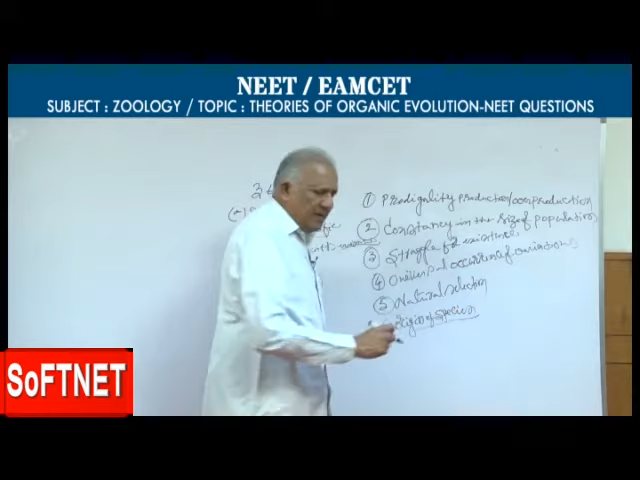 NEET / EAMCET
SUBJECT : ZOOLOGY / TOPIC : THEORIES OF ORGANIC EVOLUTION-NEET QUESTIONS
① Prodigality production/overproduction
② Constancy in the size of population
③ Struggle for existence
④ Universal occurrence of variations
⑤ Natural selection
of species
SOFTNET